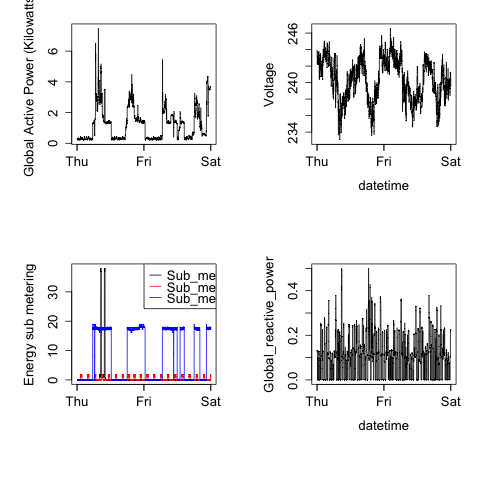 Global Active Power (Kilowatts
0 2 4 6
Thu Fri Sat
Voltage
234 240 246
Thu Fri Sat
datetime
Energy sub metering
0 10 20 30
Thu Fri Sat
Sub_me
Sub_me
Sub_me
Global_reactive_power
0.0 0.2 0.4
Thu Fri Sat
datetime